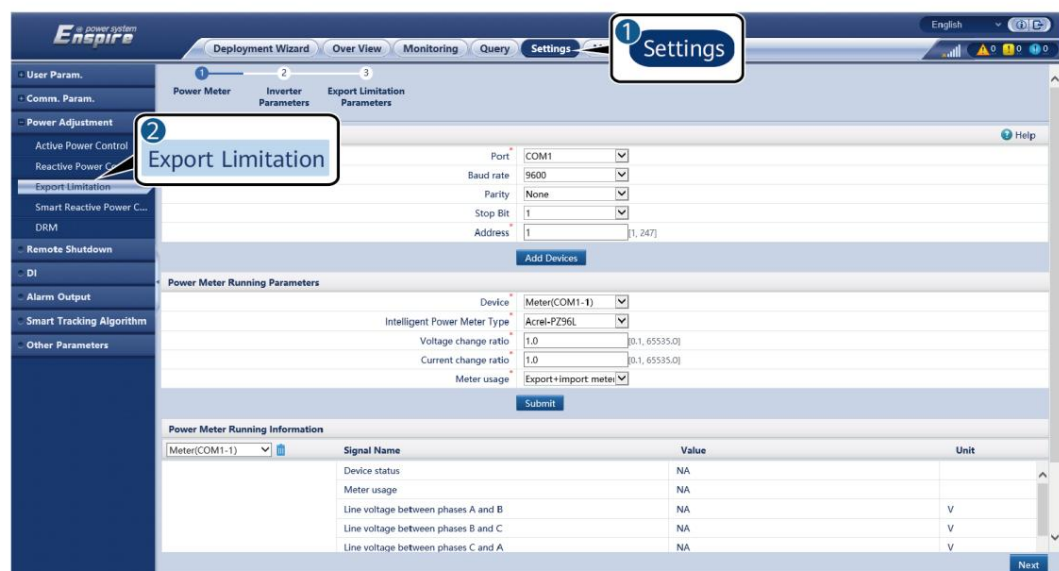 power system
Enspire
English
Deployment Wizard Over View Monitoring Query Settings
1 Settings
0 0 0
User Param.
Comm. Param.
Power Adjustment
Active Power Control
Reactive Power
Export Limitation
Smart Reactive Power C...
DRM
Remote Shutdown
DI
Alarm Output
Smart Tracking Algorithm
Other Parameters
2 Export Limitation
1 2 3
Power Meter Inverter Parameters Export Limitation Parameters
Help
* Port COM1
Baud rate 9600
Parity None
Stop Bit 1
* Address 1 [1, 247]
Add Devices
Power Meter Running Parameters
* Device Meter(COM1-1)
* Intelligent Power Meter Type Acrel-PZ96L
* Voltage change ratio 1.0 [0.1, 65535.0]
* Current change ratio 1.0 [0.1, 65535.0]
* Meter usage Export+import mete
Submit
Power Meter Running Information
Meter(COM1-1) Signal Name Value Unit
Device status NA
Meter usage NA
Line voltage between phases A and B NA V
Line voltage between phases B and C NA V
Line voltage between phases C and A NA V
Next